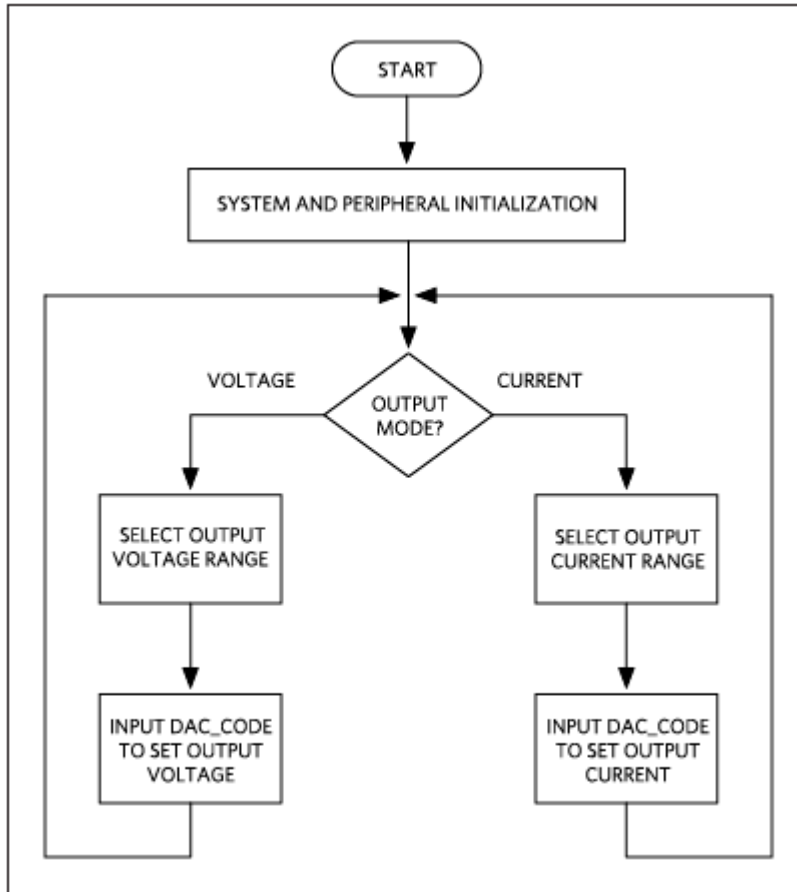 START
SYSTEM AND PERIPHERAL INITIALIZATION
VOLTAGE
CURRENT
OUTPUT
MODE?
SELECT OUTPUT
VOLTAGE RANGE
SELECT OUTPUT
CURRENT RANGE
INPUT DAC_CODE
TO SET OUTPUT
VOLTAGE
INPUT DAC_CODE
TO SET OUTPUT
CURRENT